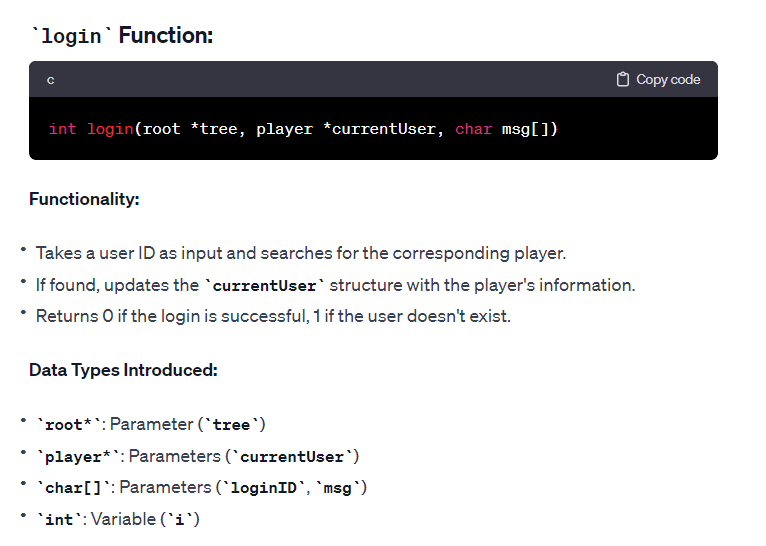 `login` Function:
c
Copy code
int login(root *tree, player *currentUser, char msg[])
Functionality:
• Takes a user ID as input and searches for the corresponding player.
• If found, updates the `currentUser` structure with the player's information.
• Returns 0 if the login is successful, 1 if the user doesn't exist.
Data Types Introduced:
• `root*`: Parameter (`tree`)
• `player*`: Parameters (`currentUser`)
• `char[]`: Parameters (`loginID`, `msg`)
• `int`: Variable (`i`)